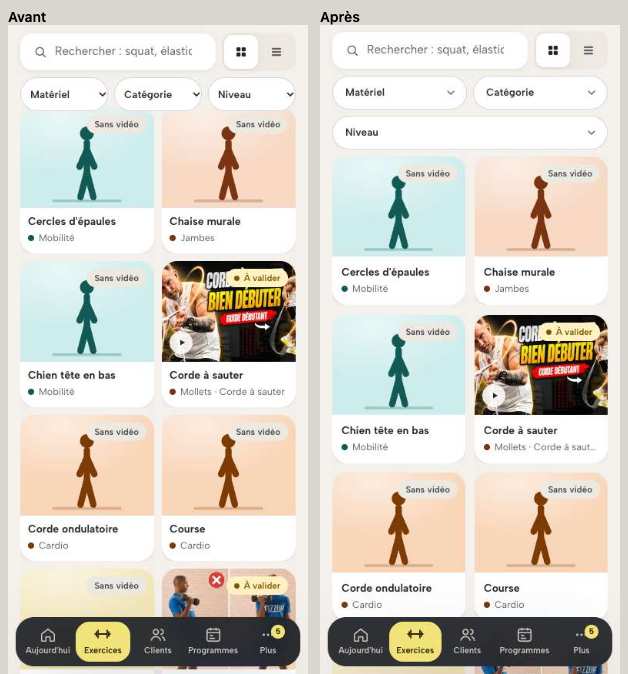 Avant
Rechercher : squat, élastic
Matériel
Catégorie
Niveau
Sans vidéo
Sans vidéo
Cercles d'épaules
Mobilité
Chaise murale
Jambes
Sans vidéo
À valider
BIEN DÉBUTER
CORDE DÉBUTANT
Chien tête en bas
Mobilité
Corde à sauter
Mollets · Corde à sauter
Sans vidéo
Sans vidéo
Corde ondulatoire
Cardio
Course
Cardio
Sans vidéo
À valider
Aujourd'hui
Exercices
Clients
Programmes
5
Plus
Après
Rechercher : squat, élastic
Matériel
Catégorie
Niveau
Sans vidéo
Sans vidéo
Cercles d'épaules
Mobilité
Chaise murale
Jambes
Sans vidéo
À valider
BIEN DÉBUTER
CORDE DÉBUTANT
Chien tête en bas
Mobilité
Corde à sauter
Mollets · Corde à saut…
Sans vidéo
Sans vidéo
Corde ondulatoire
Cardio
Course
Cardio
Aujourd'hui
Exercices
Clients
Programmes
5
Plus